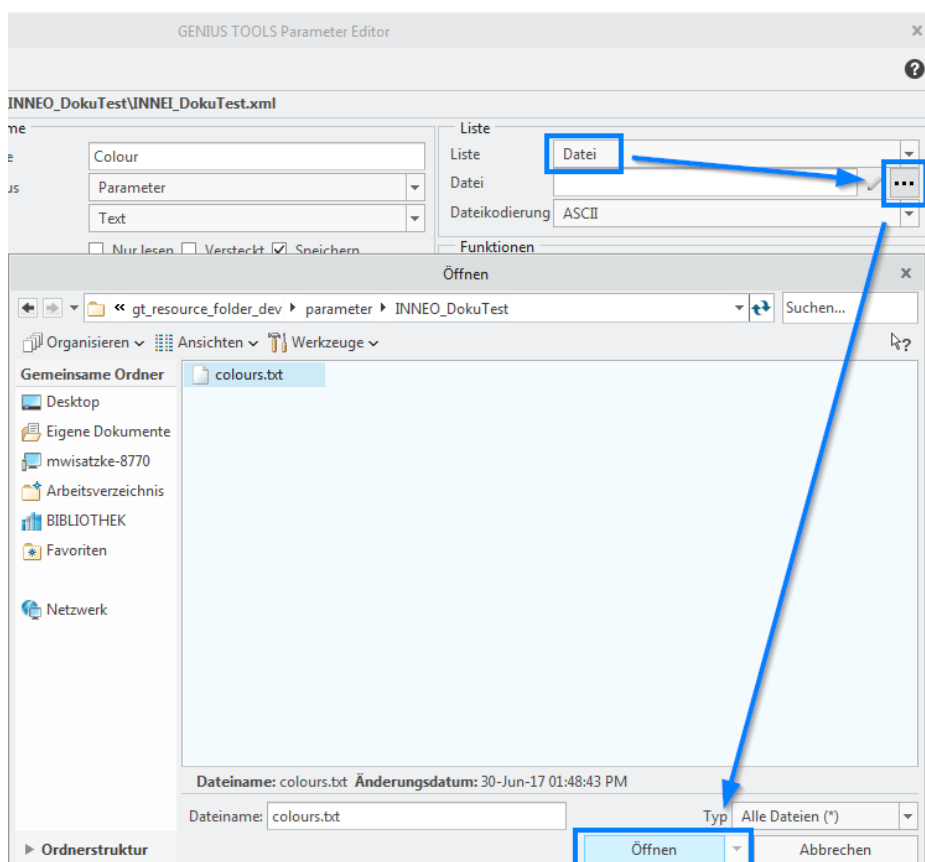 GENIUS TOOLS Parameter Editor
INNEO_DokuTest\INNEI_DokuTest.xml
Liste
Colour
Liste Datei
Parameter
Datei
Text
Dateikodierung ASCII
Nur lesen Versteckt Speichern
Funktionen
Öffnen
« gt_resource_folder_dev parameter INNEO_DokuTest Suchen...
Organisieren Ansichten Werkzeuge
Gemeinsame Ordner colours.txt
Desktop
Eigene Dokumente
mwisatzke-8770
Arbeitsverzeichnis
BIBLIOTHEK
Favoriten
Netzwerk
Dateiname: colours.txt Änderungsdatum: 30-Jun-17 01:48:43 PM
Dateiname: colours.txt Typ Alle Dateien (*)
Ordnerstruktur Öffnen Abbrechen